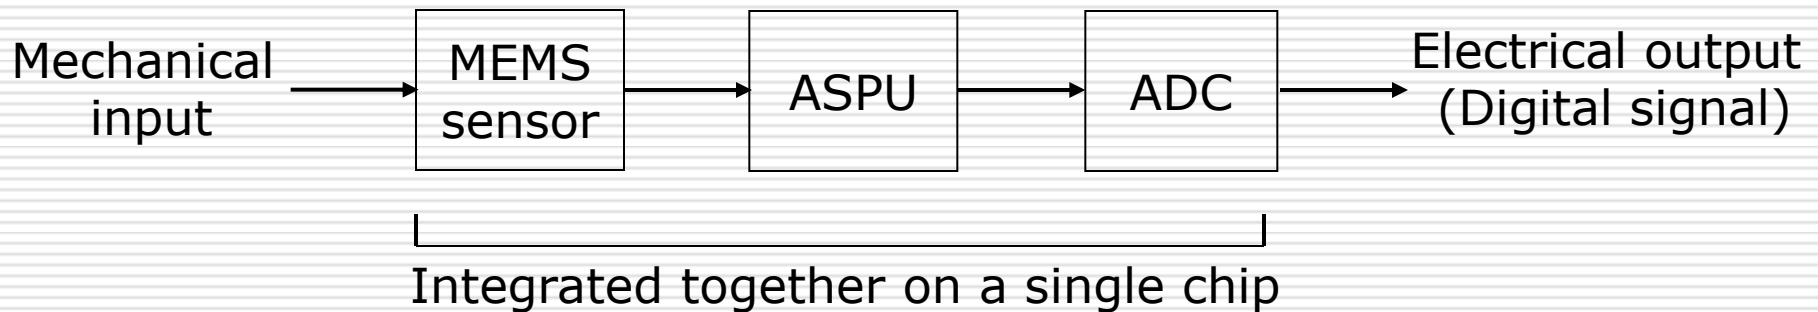 Mechanical
input
MEMS
sensor
ASPU
ADC
Electrical output
(Digital signal)
Integrated together on a single chip